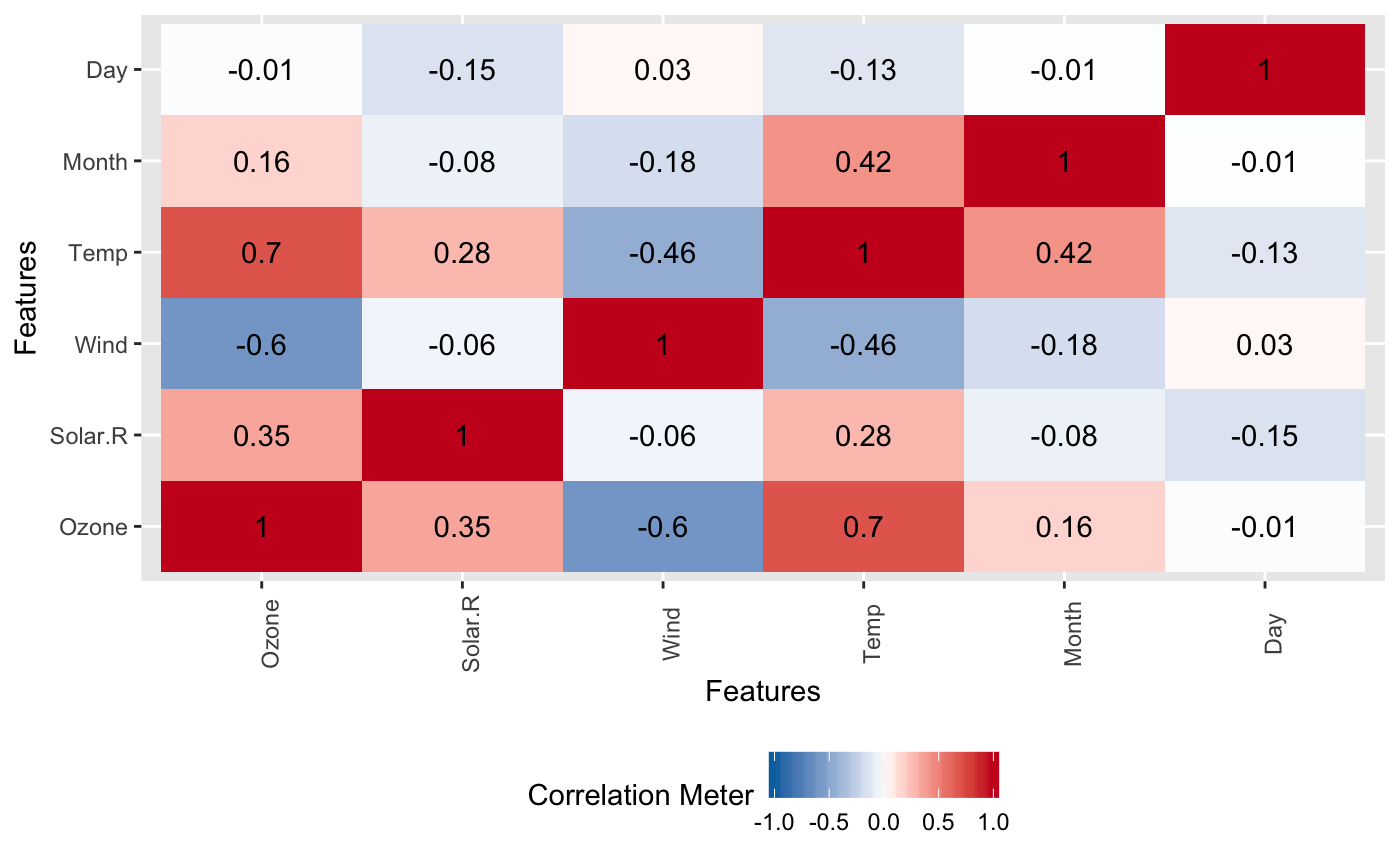 Day -0.01 -0.15 0.03 -0.13 -0.01 1
Month 0.16 -0.08 -0.18 0.42 1 -0.01
Temp 0.7 0.28 -0.46 1 0.42 -0.13
Wind -0.6 -0.06 1 -0.46 -0.18 0.03
Solar.R 0.35 1 -0.06 0.28 -0.08 -0.15
Ozone 1 0.35 -0.6 0.7 0.16 -0.01
Features
Ozone Solar.R Wind Temp Month Day
Features
Correlation Meter
-1.0 -0.5 0.0 0.5 1.0